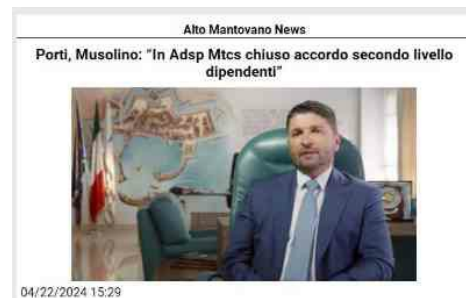 Alto Mantovano News
Porti, Musolino: "In Adsp Mtcs chiuso accordo secondo livello
dipendenti"
04/22/2024 15:29